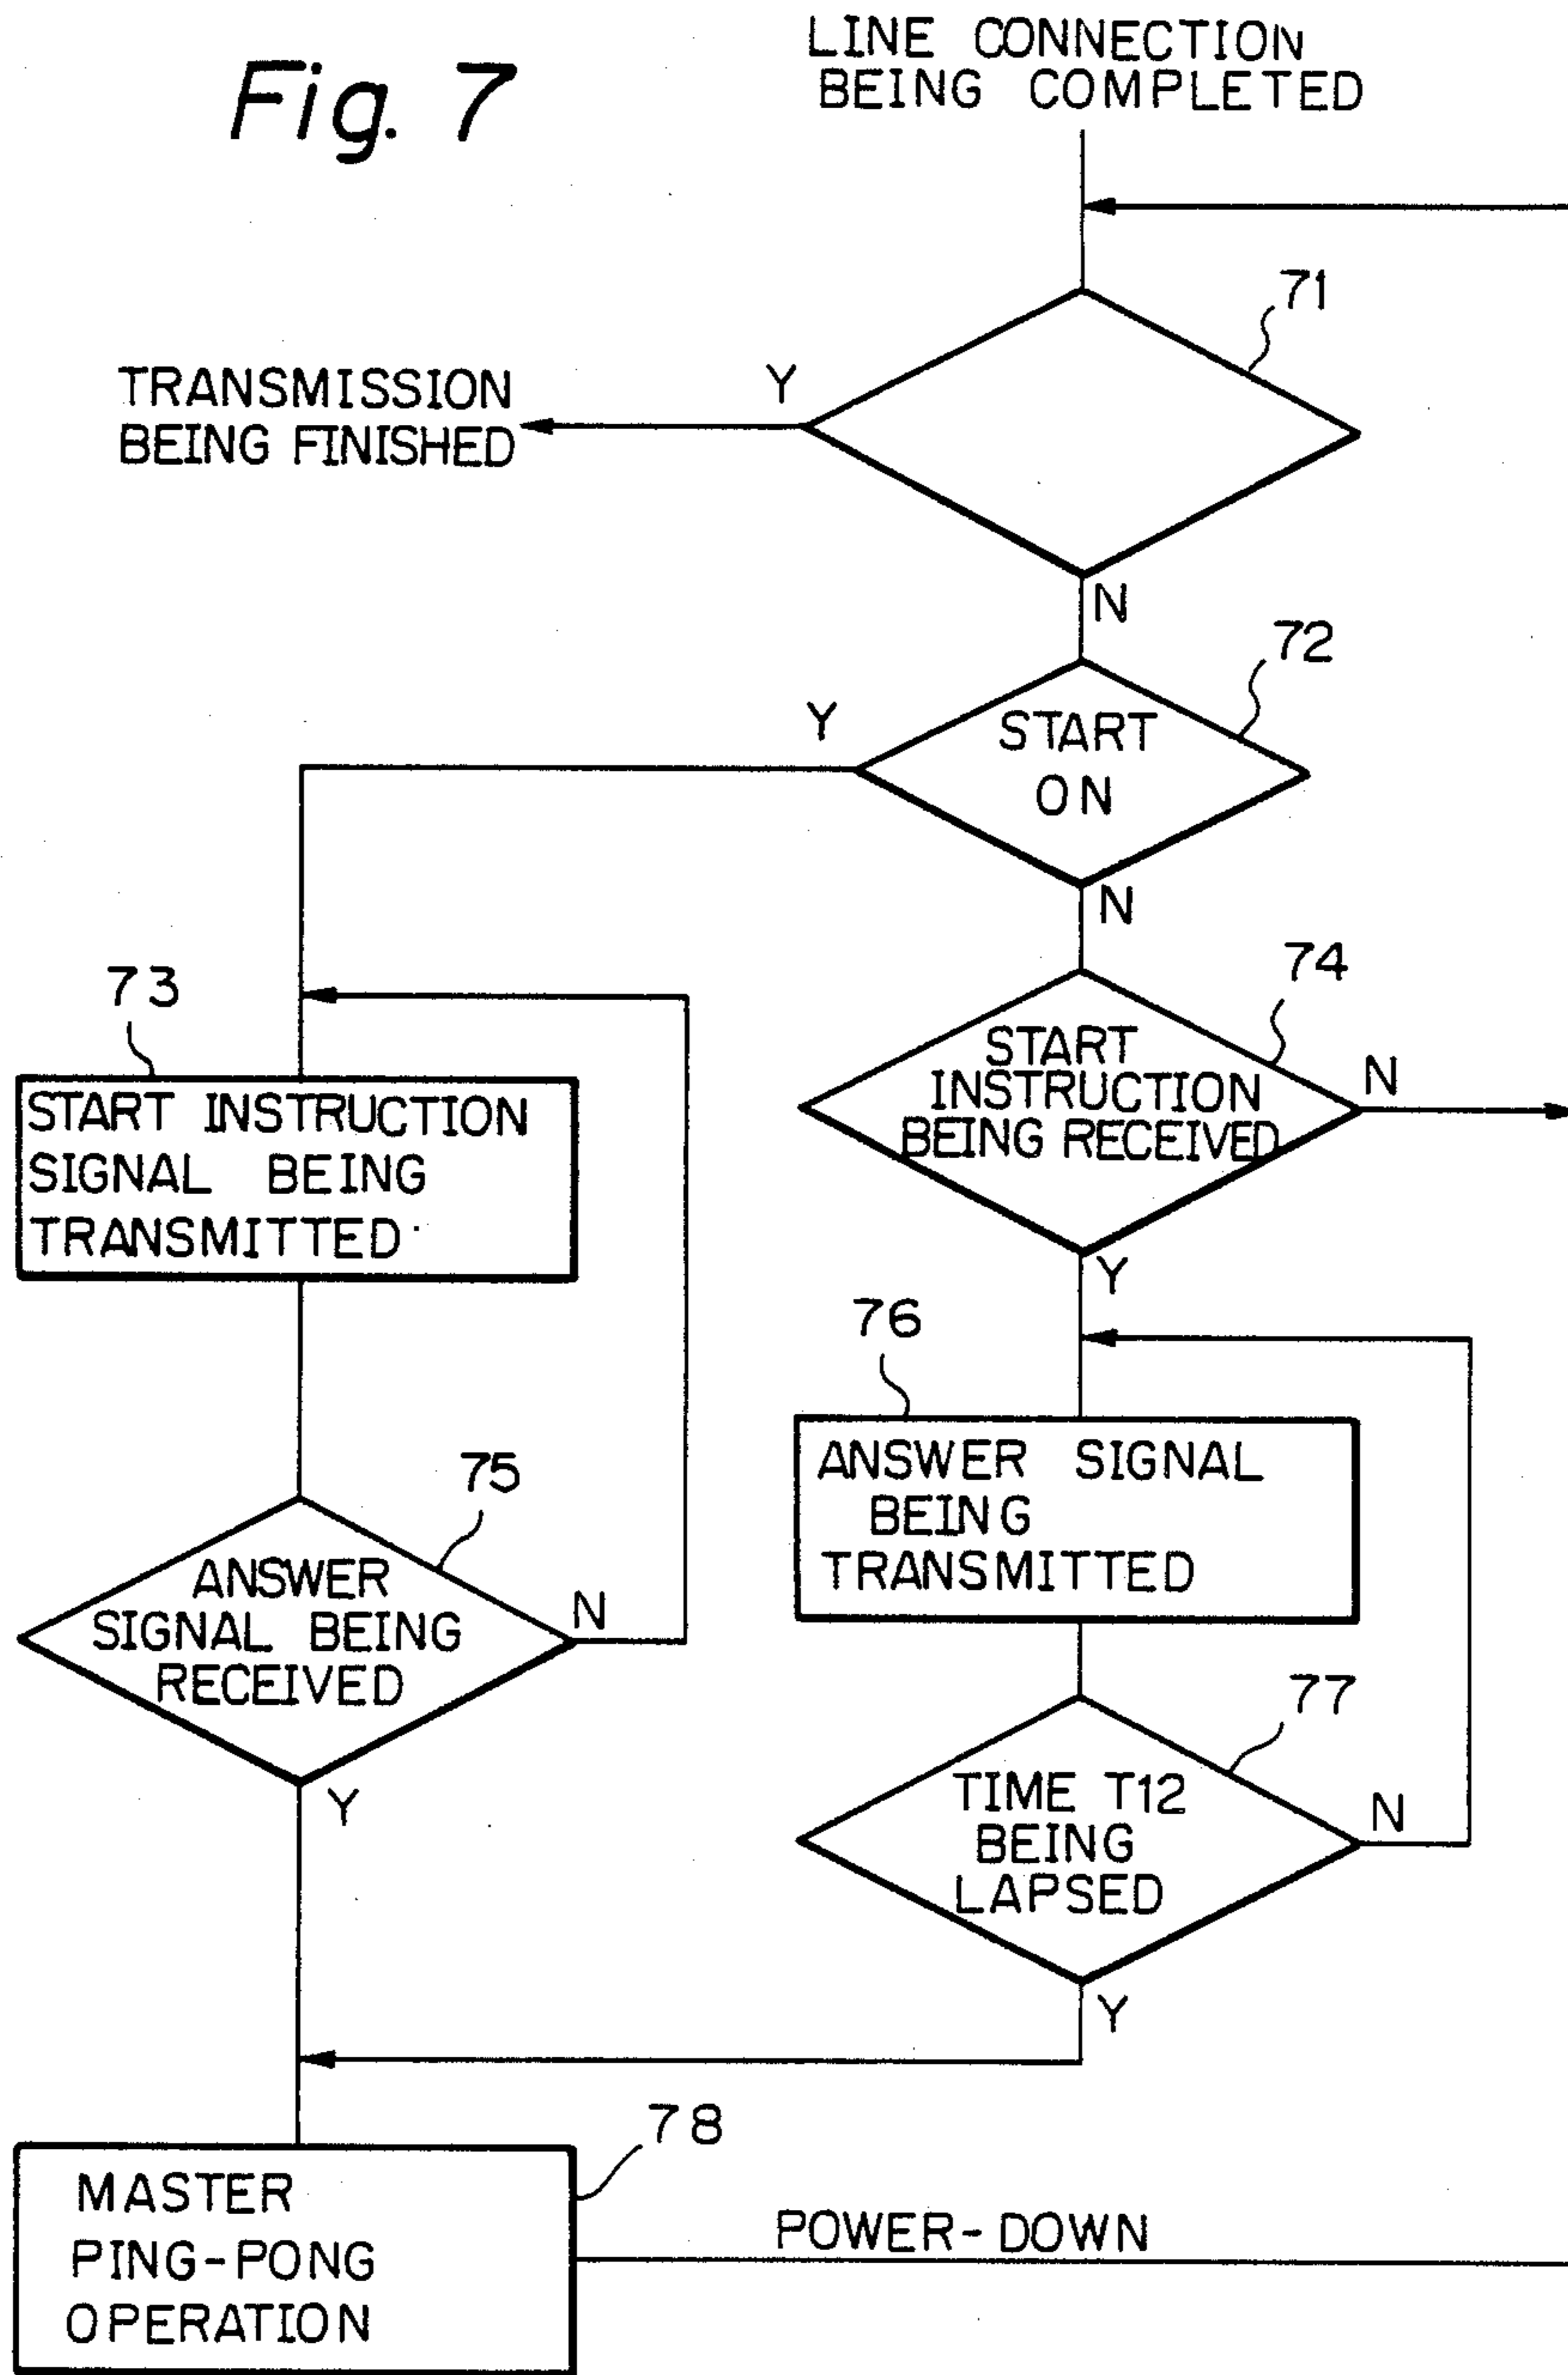 Fig. 7
LINE CONNECTION
BEING COMPLETED
71
Y
TRANSMISSION
BEING FINISHED
N
72
Y
START
ON
N
73
74
START INSTRUCTION
SIGNAL BEING
TRANSMITTED
START
INSTRUCTION
BEING RECEIVED
N
Y
76
75
ANSWER SIGNAL
BEING
TRANSMITTED
ANSWER
SIGNAL BEING
RECEIVED
N
77
Y
TIME T12
BEING
LAPSED
N
Y
78
MASTER
PING-PONG
OPERATION
POWER-DOWN